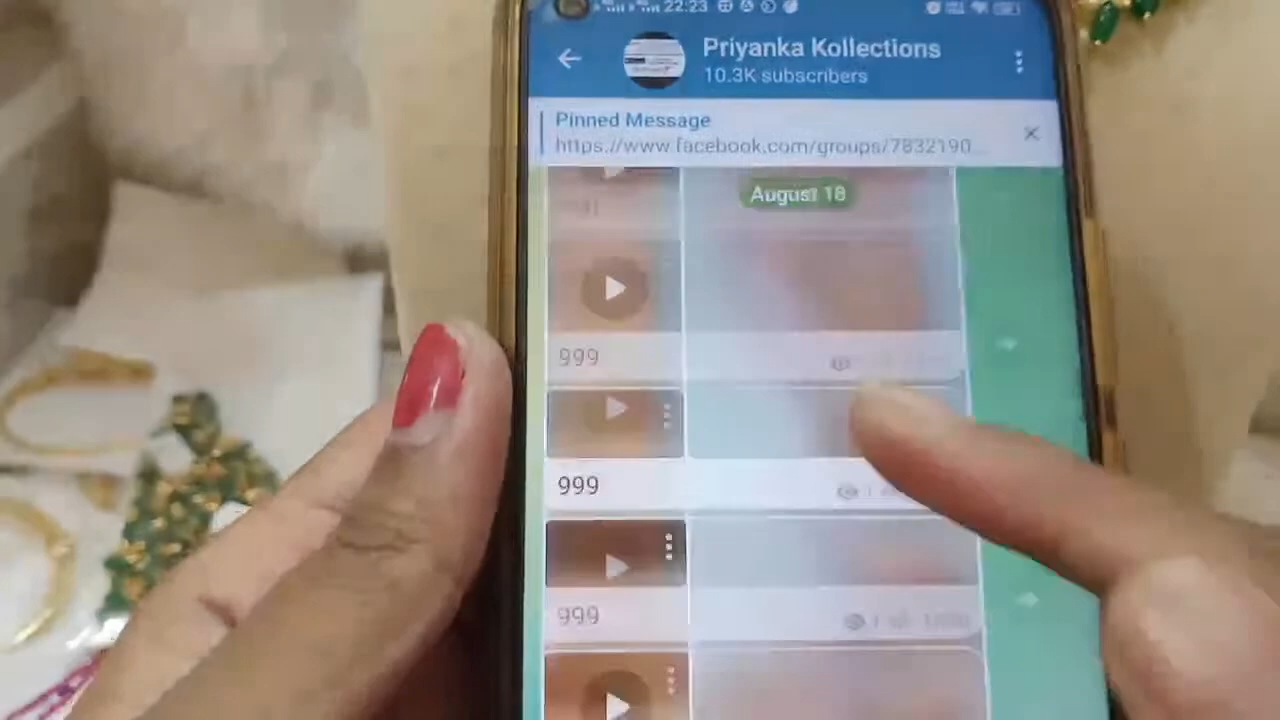 22:23
Priyanka Kollections
10.3K subscribers
Pinned Message
https://www.facebook.com/groups/7832190...
August 18
999
999
999